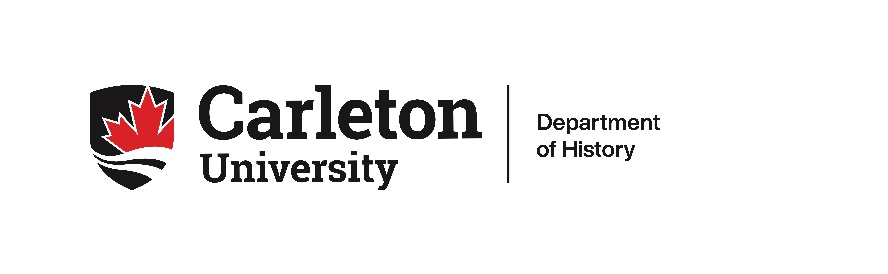 Carleton
University
Department
of History